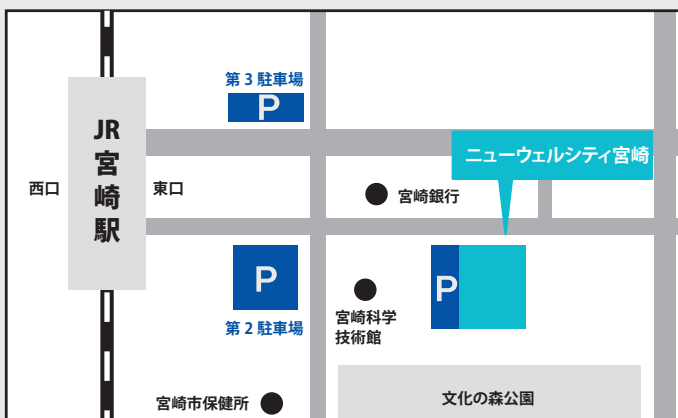 第3駐車場
P
JR
宮
崎
駅
ニューウェルシティ宮崎
西口
東口
宮崎銀行
P
P
第2駐車場
宮崎科学
技術館
宮崎市保健所
文化の森公園